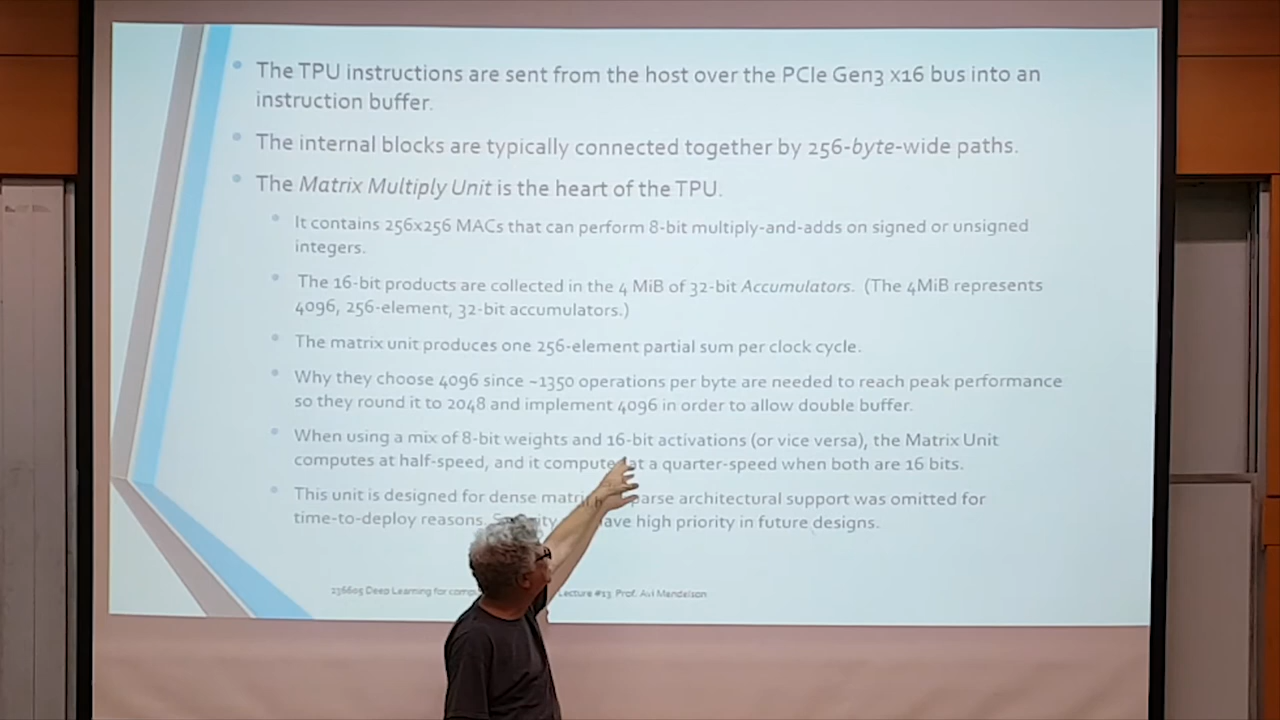 The TPU instructions are sent from the host over the PCIe Gen3 x16 bus into an
instruction buffer.
The internal blocks are typically connected together by 256-byte-wide paths.
The Matrix Multiply Unit is the heart of the TPU.
It contains 256x256 MACs that can perform 8-bit multiply-and-adds on signed or unsigned
integers.
The 16-bit products are collected in the 4 MiB of 32-bit Accumulators. (The 4MiB represents
4096, 256-element, 32-bit accumulators.)
The matrix unit produces one 256-element partial sum per clock cycle.
Why they choose 4096 since ~1350 operations per byte are needed to reach peak performance
so they round it to 2048 and implement 4096 in order to allow double buffer.
When using a mix of 8-bit weights and 16-bit activations (or vice versa), the Matrix Unit
computes at half-speed, and it compute at a quarter-speed when both are 16 bits.
This unit is designed for dense architectural support was omitted for
time-to-deploy reasons. have high priority in future designs.
236605 Deep Learning for Lecture #13 Prof. Avi Mendelson